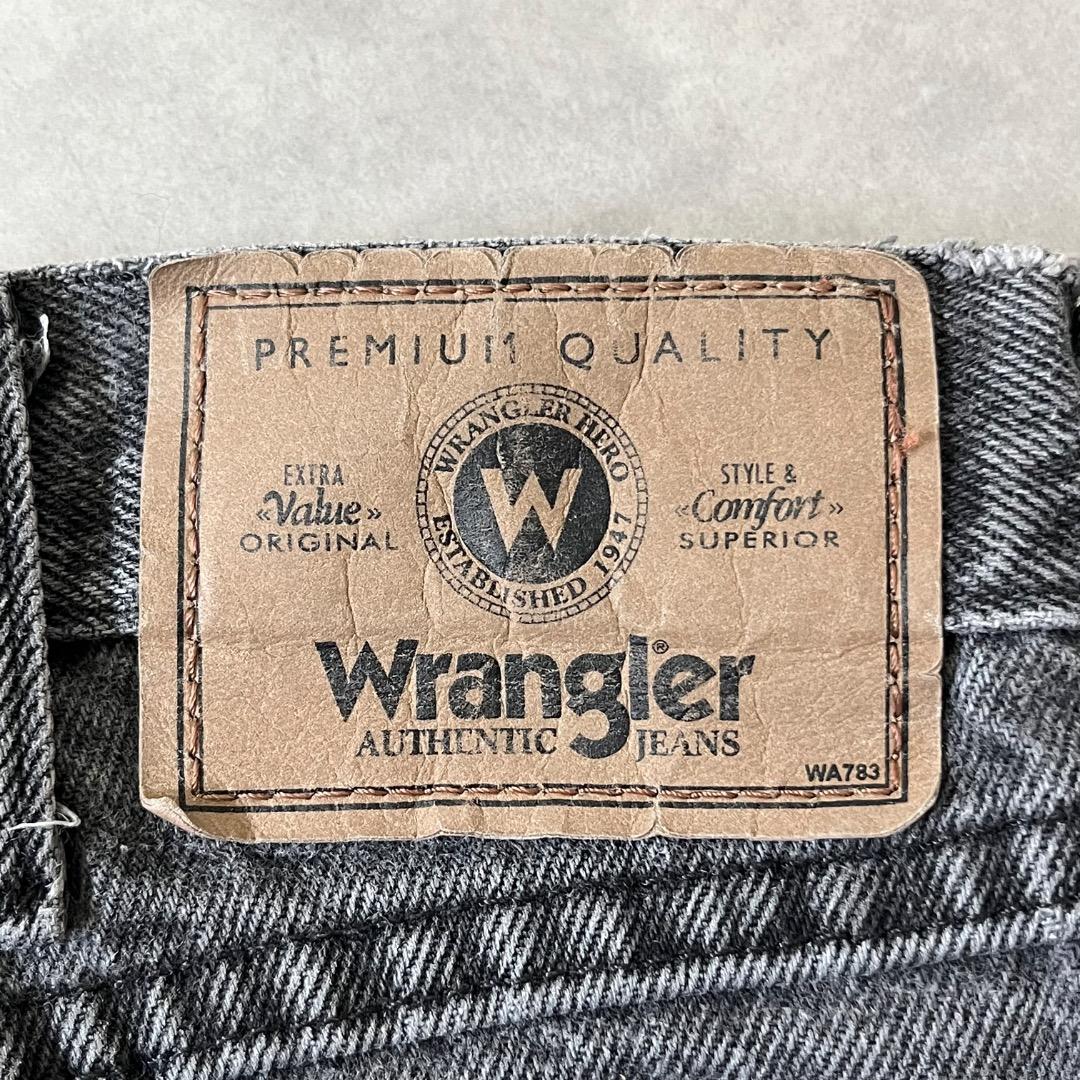 PREMIUM QUALITY
WRANGLER HERO
ESTABLISHED 1947
W
EXTRA
«Value»
ORIGINAL
STYLE &
«Comfort»
SUPERIOR
Wrangler®
AUTHENTIC JEANS
WA783